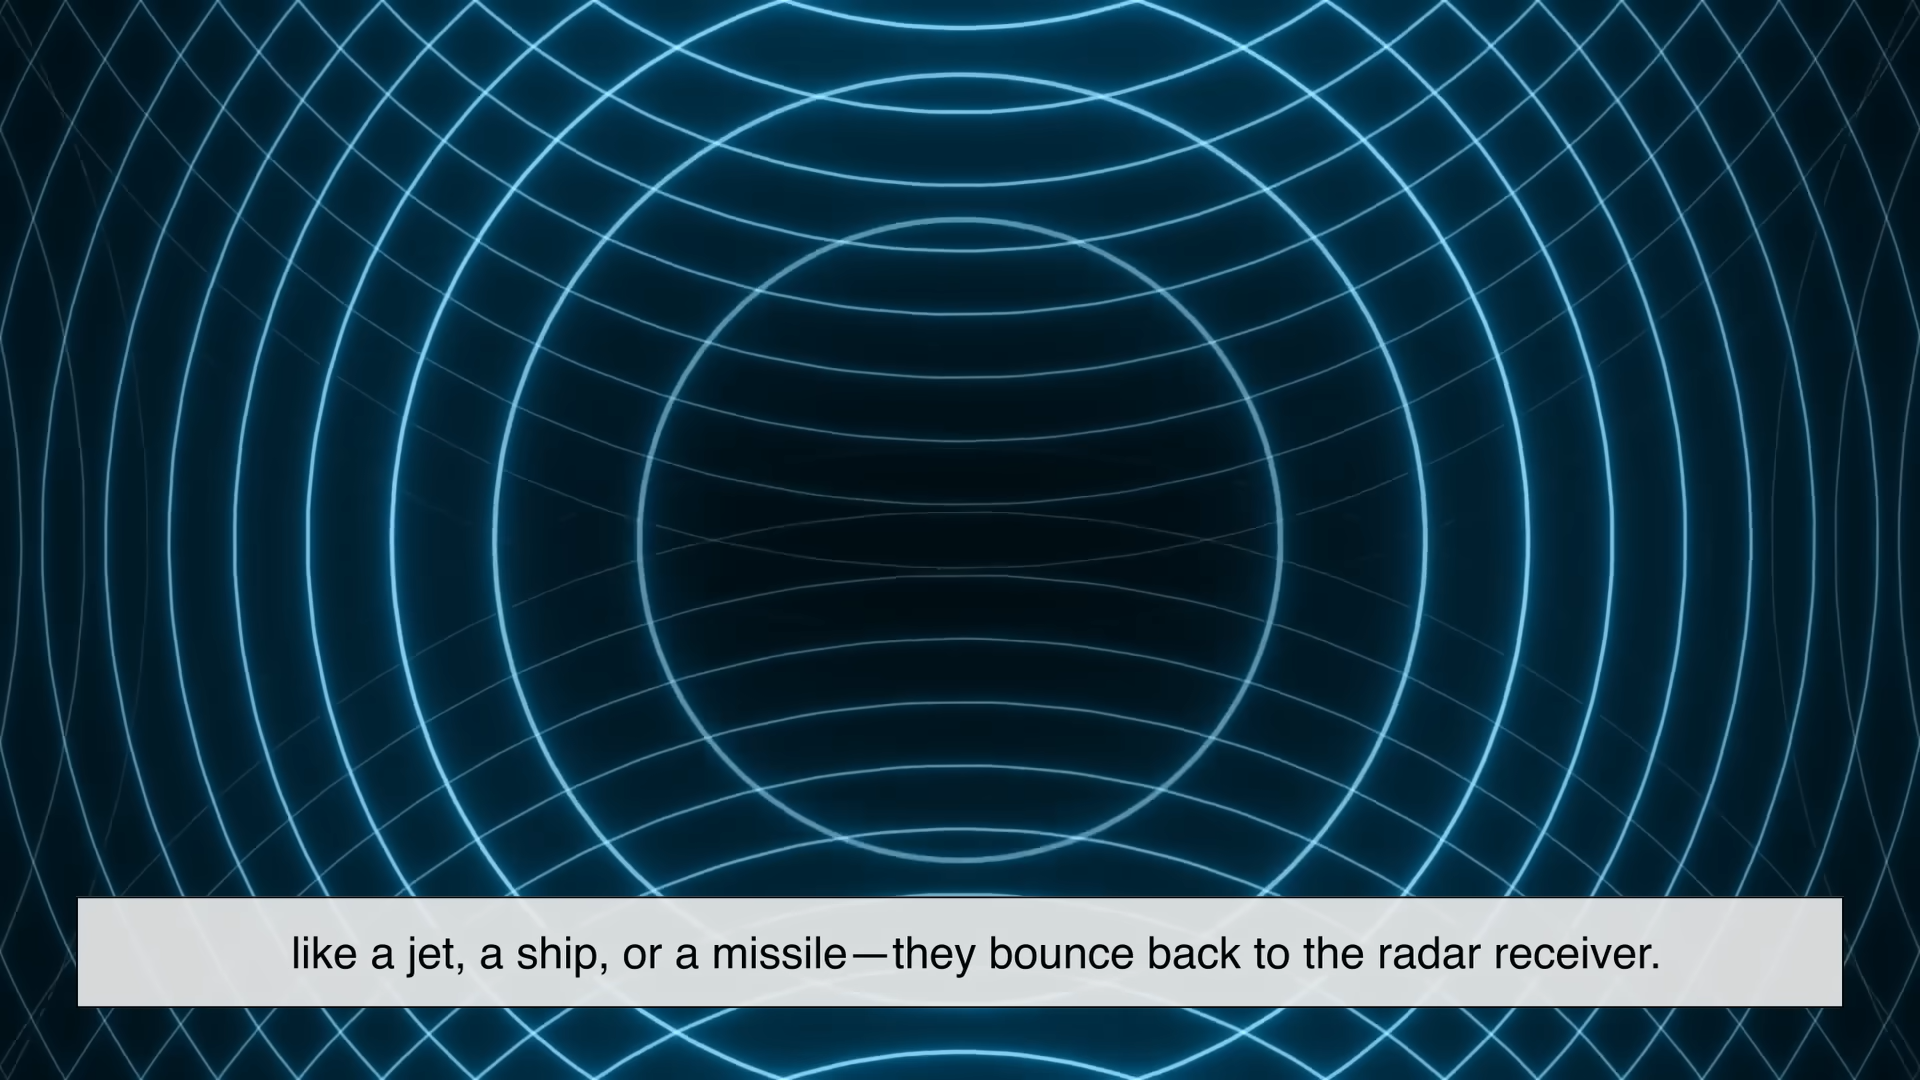 like a jet, a ship, or a missile—they bounce back to the radar receiver.